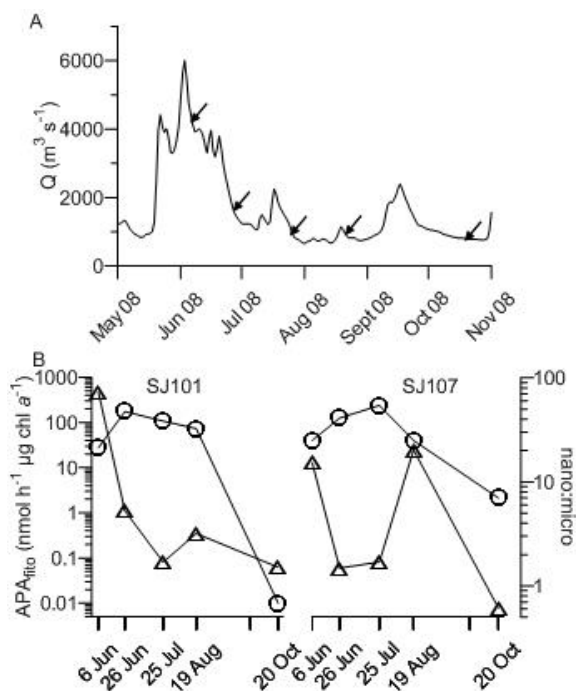 A
Q (m³ s⁻¹)
6000
4000
2000
0
May 08
Jun 08
Jul 08
Aug 08
Sept 08
Oct 08
Nov 08
B
SJ101
SJ107
APAfito (nmol h⁻¹ µg chl a⁻¹)
1000
100
10
1
0.1
0.01
100
10
1
nano:micro
6 Jun
26 Jun
25 Jul
19 Aug
20 Oct
6 Jun
26 Jun
25 Jul
19 Aug
20 Oct